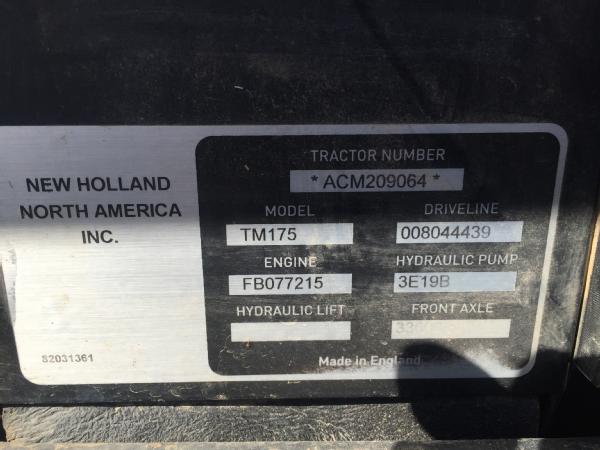 NEW HOLLAND
NORTH AMERICA
INC.
82031361
TRACTOR NUMBER
* ACM209064 *
MODEL
DRIVELINE
TM175
008044439
ENGINE
HYDRAULIC PUMP
FB077215
3E19B
HYDRAULIC LIFT
FRONT AXLE
Made in England